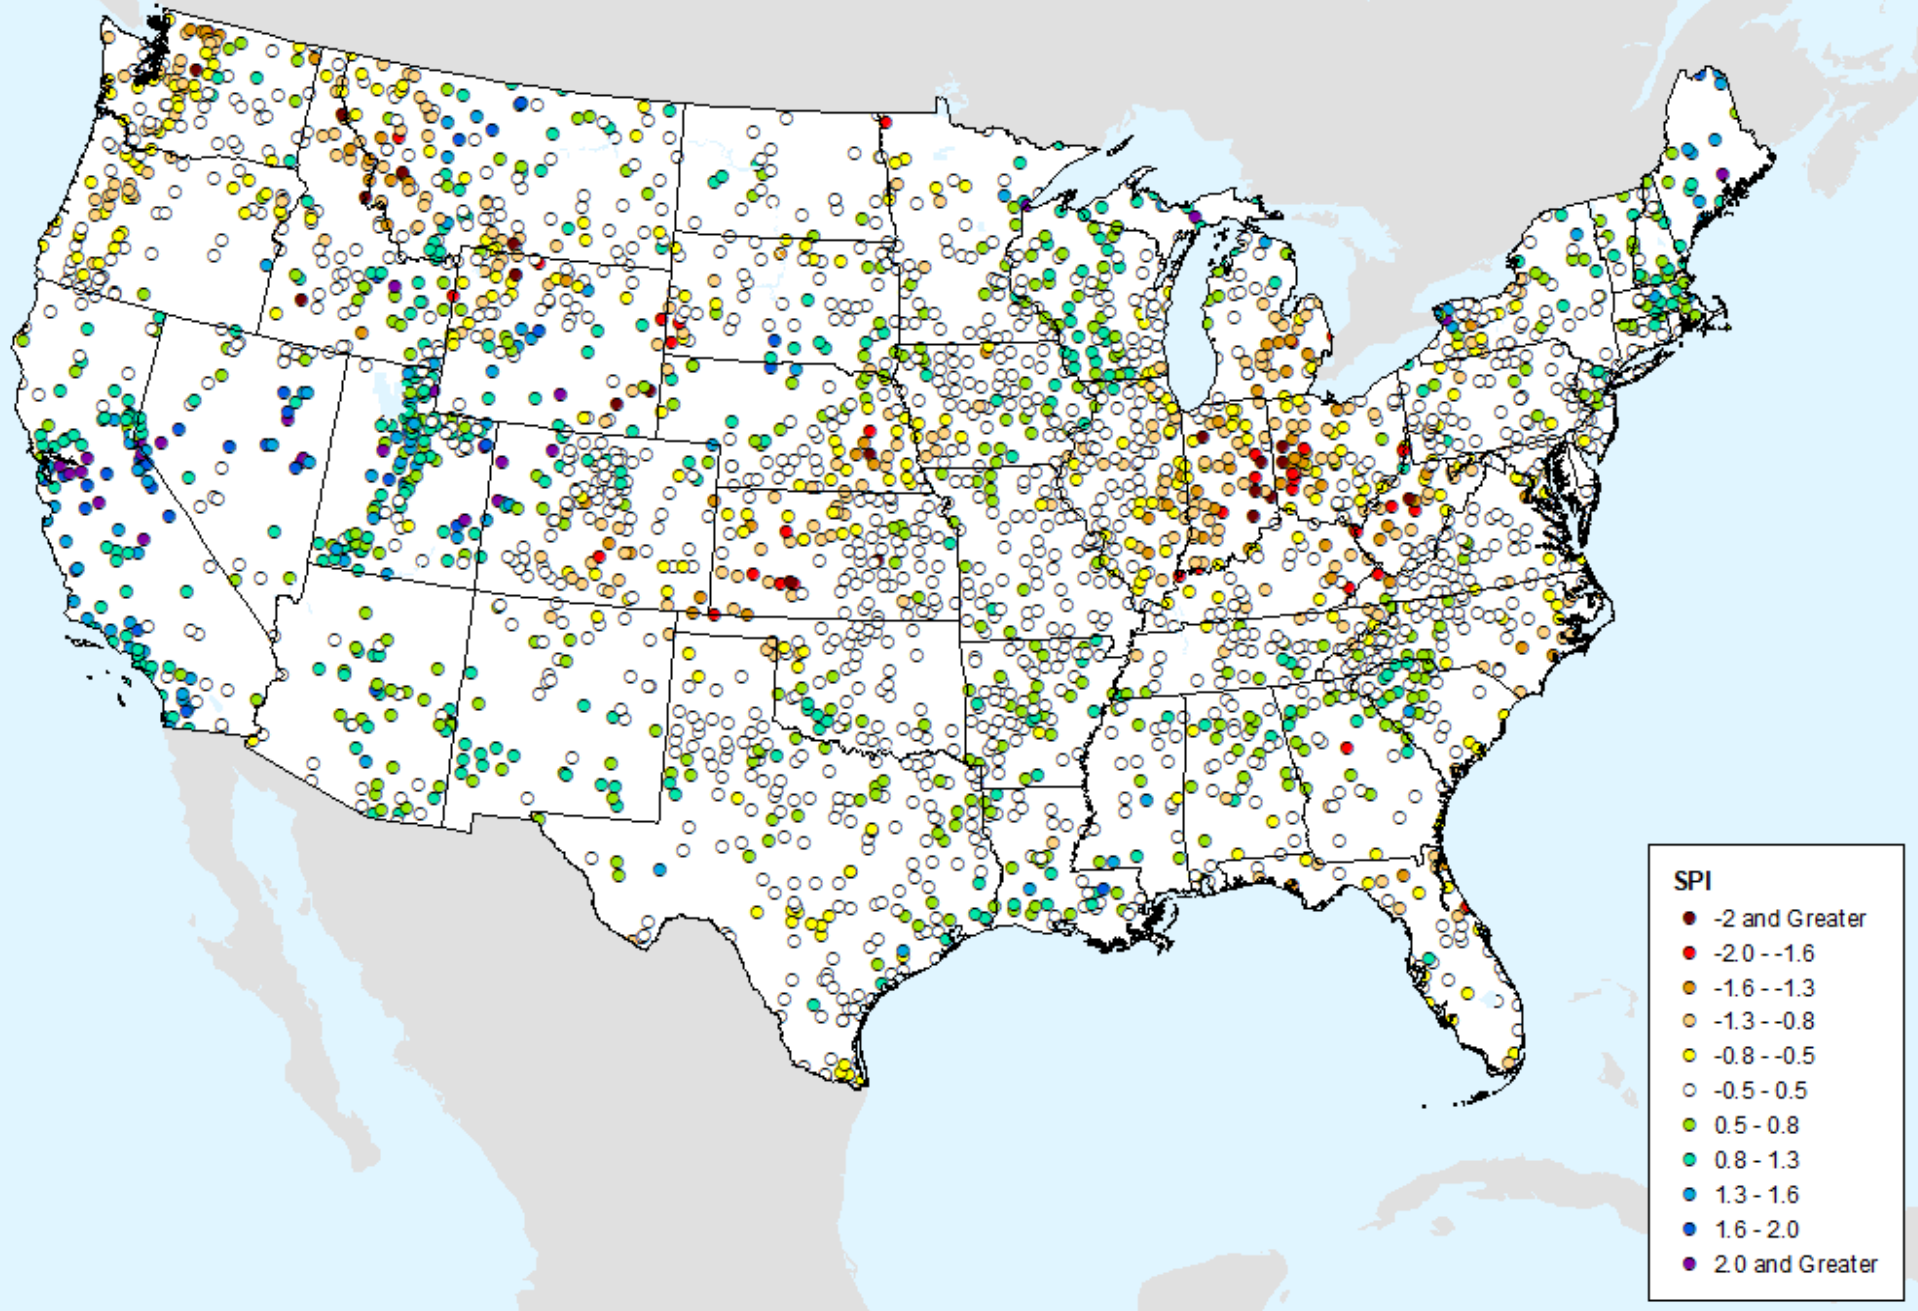 SPI
-2 and Greater
-2.0 - -1.6
-1.6 - -1.3
-1.3 - -0.8
-0.8 - -0.5
-0.5 - 0.5
0.5 - 0.8
0.8 - 1.3
1.3 - 1.6
1.6 - 2.0
2.0 and Greater